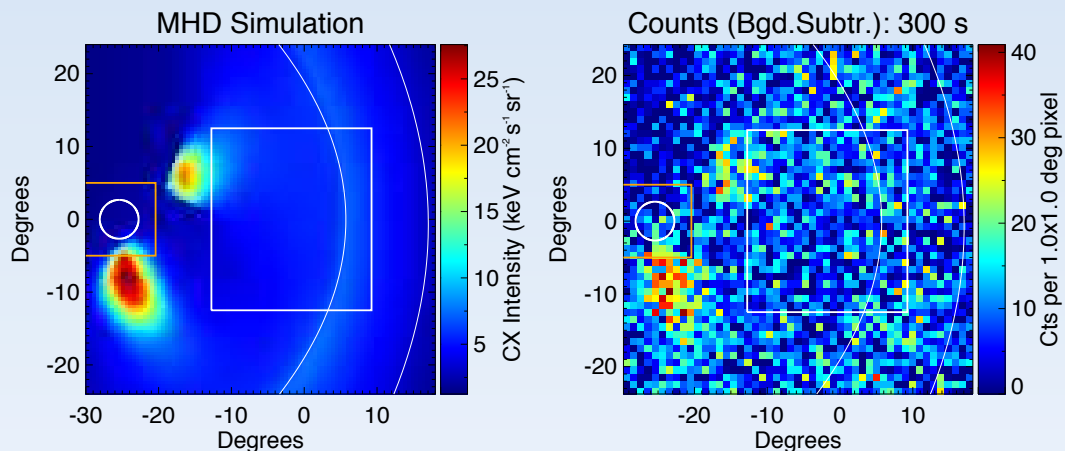 MHD Simulation
20
10
0
-10
-20
Degrees
-30 -20 -10 0 10
Degrees
25
20
15
10
5
CX Intensity (keV cm⁻² s⁻¹ sr⁻¹)
Counts (Bgd.Subtr.): 300 s
20
10
0
-10
-20
Degrees
-20 -10 0 10
Degrees
40
30
20
10
0
Cts per 1.0x1.0 deg pixel